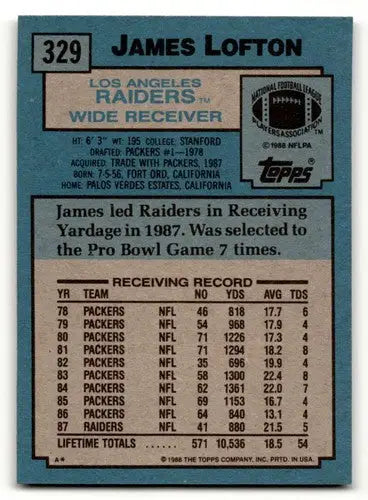 329
JAMES LOFTON
LOS ANGELES
RAIDERS™
WIDE RECEIVER
NATIONAL FOOTBALL LEAGUE
PLAYERS ASSOCIATION™
©1988 NFLPA
TOPPS®
HT: 6' 3" WT: 195 COLLEGE: STANFORD
DRAFTED: PACKERS #1—1978
ACQUIRED: TRADE WITH PACKERS, 1987
BORN: 7-5-56, FORT ORD, CALIFORNIA
HOME: PALOS VERDES ESTATES, CALIFORNIA
James led Raiders in Receiving
Yardage in 1987. Was selected to
the Pro Bowl Game 7 times.
RECEIVING RECORD
YR TEAM NO YDS AVG TDS
78 PACKERS NFL 46 818 17.7 6
79 PACKERS NFL 54 968 17.9 4
80 PACKERS NFL 71 1226 17.3 4
81 PACKERS NFL 71 1294 18.2 8
82 PACKERS NFL 35 696 19.9 4
83 PACKERS NFL 58 1300 22.4 8
84 PACKERS NFL 62 1361 22.0 7
85 PACKERS NFL 69 1153 16.7 4
86 PACKERS NFL 64 840 13.1 4
87 RAIDERS NFL 41 880 21.5 5
LIFETIME TOTALS ...... 571 10,536 18.5 54
A* © 1988 THE TOPPS COMPANY, INC. PRTD. IN USA.